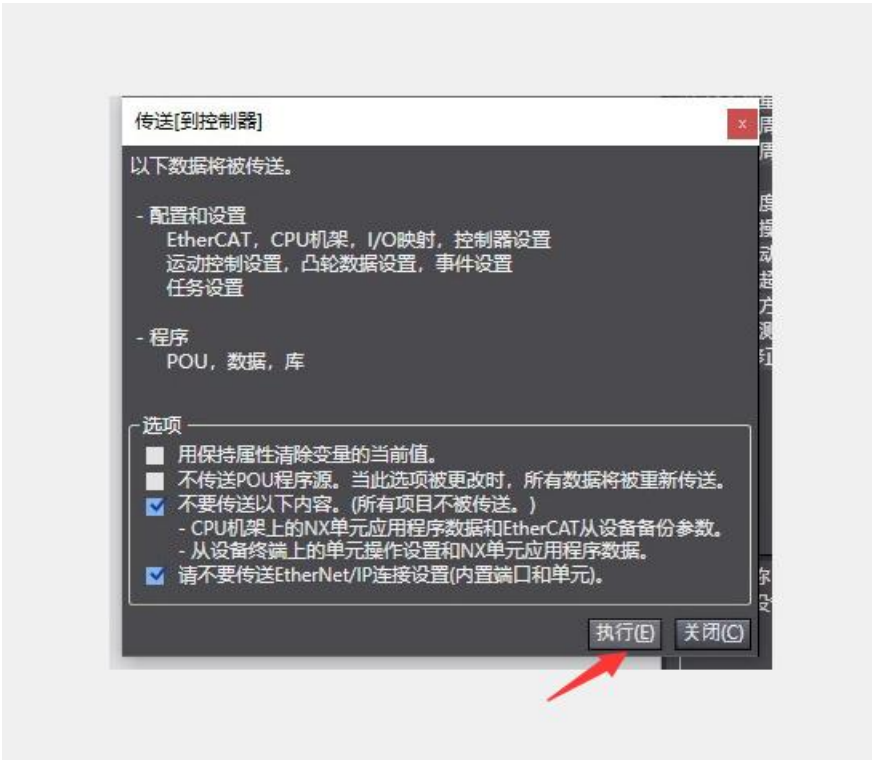 传送[到控制器]
x
以下数据将被传送。
- 配置和设置
EtherCAT，CPU机架，I/O映射，控制器设置
运动控制设置，凸轮数据设置，事件设置
任务设置
- 程序
POU，数据，库
选项
用保持属性清除变量的当前值。
不传送POU程序源。当此选项被更改时，所有数据将被重新传送。
不要传送以下内容。(所有项目不被传送。)
- CPU机架上的NX单元应用程序数据和EtherCAT从设备备份参数。
- 从设备终端上的单元操作设置和NX单元应用程序数据。
请不要传送EtherNet/IP连接设置(内置端口和单元)。
执行(E)
关闭(C)
周
周
度
操
动
超
方
测